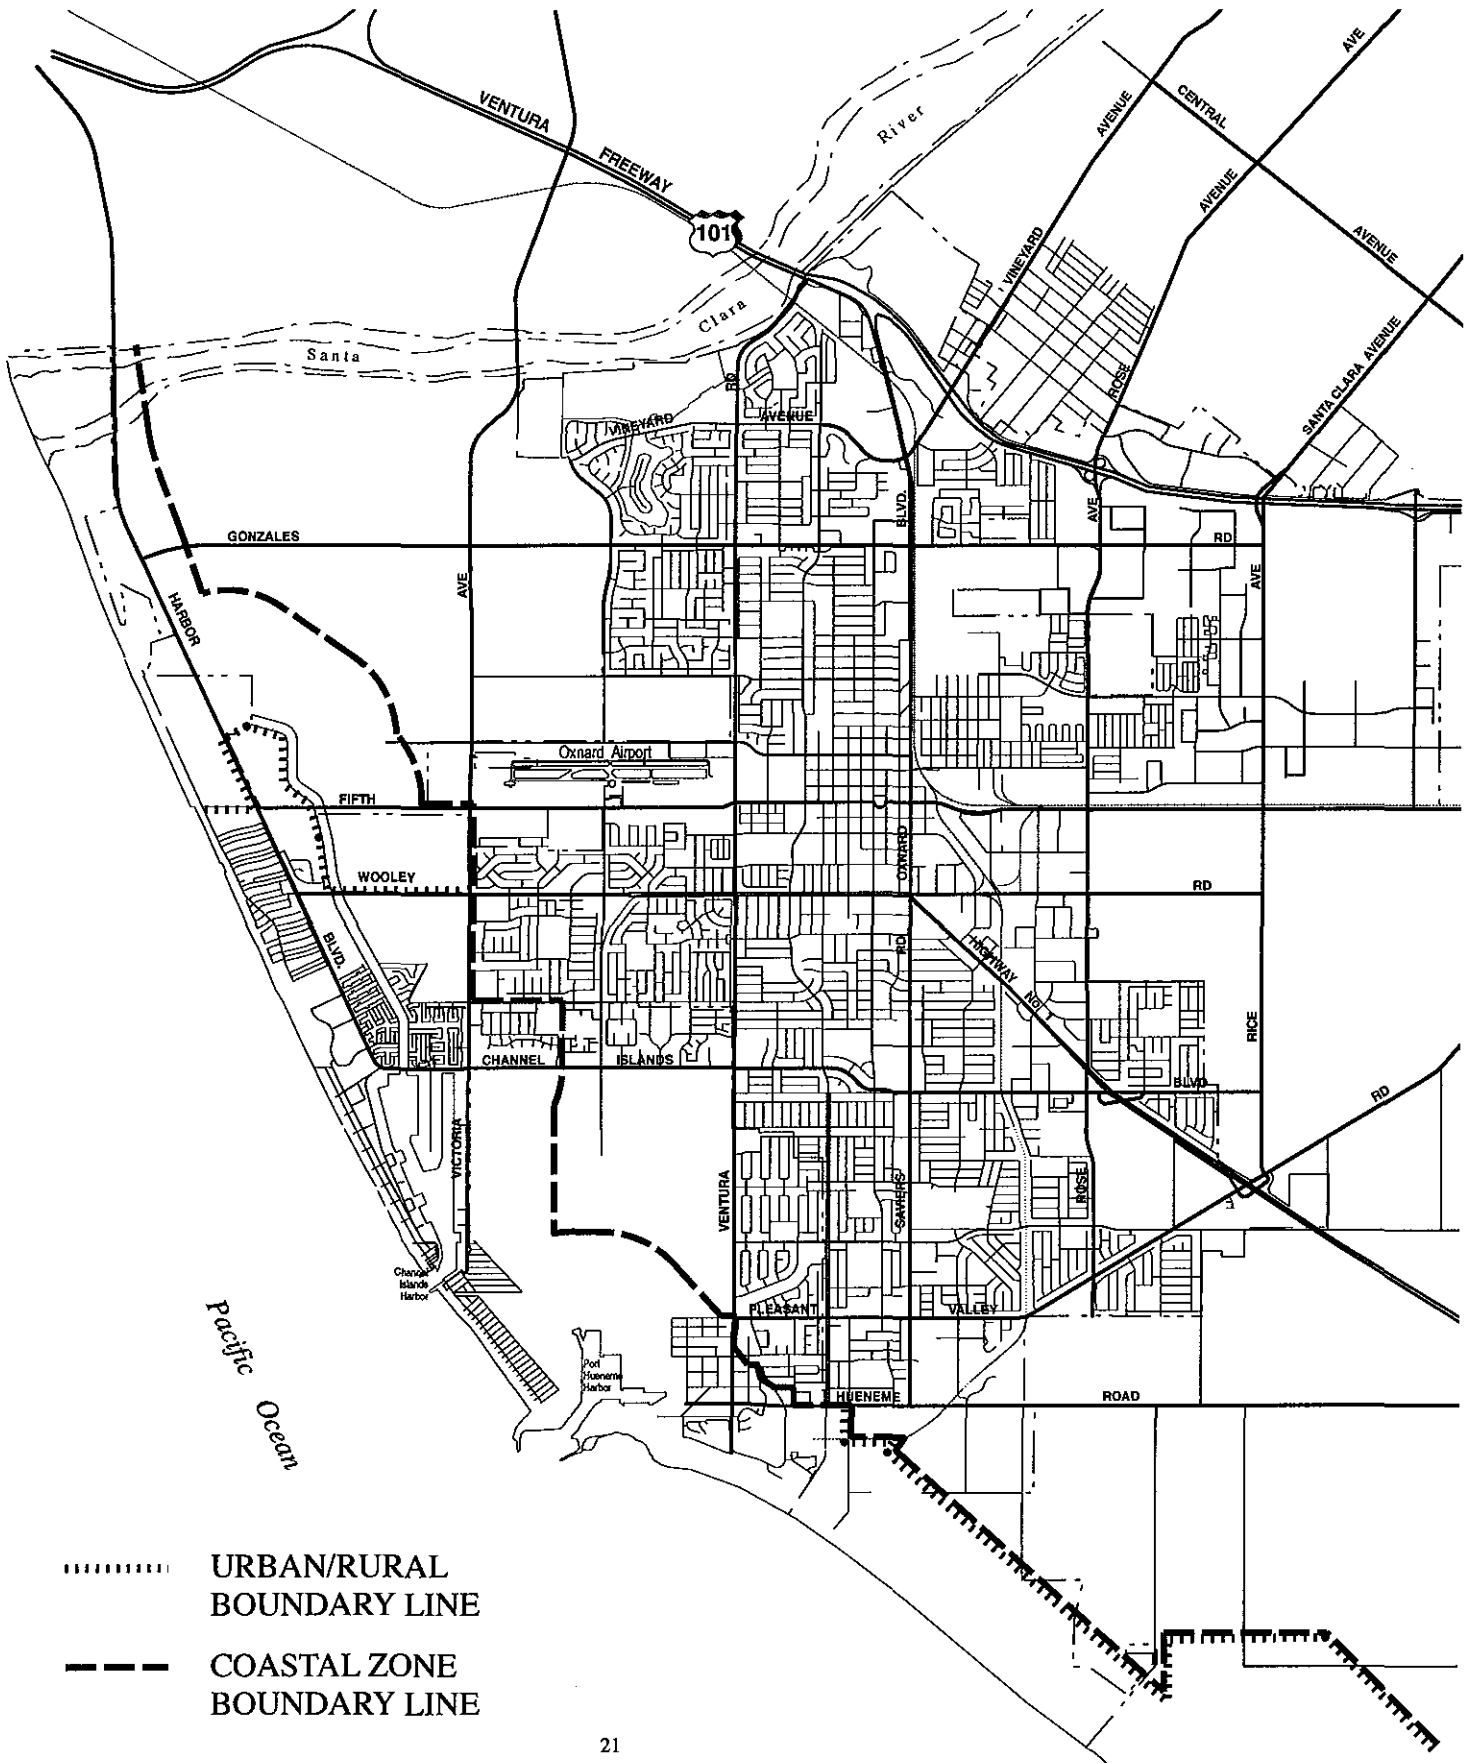 AVE
CENTRAL
AVENUE
VENTURA
River
FREEWAY
AVENUE
101
AVENUE
VINEYARD
Clara
Santa
SANTA CLARA AVENUE
ROSE
RD
VINEYARD
AVENUE
BLVD.
AVE
GONZALES
RD
AVE
AVE
HARBOR
Oxnard Airport
FIFTH
OXNARD
WOOLEY
RD
BLVD.
RD
HIGHWAY
No. 1
RICE
CHANNEL
ISLANDS
BLVD
RD
VICTORIA
VENTURA
SAVIERS
ROSE
Channel
Islands
Harbor
PLEASANT
VALLEY
Pacific Ocean
Port
Hueneme
Harbor
HUENEME
ROAD
URBAN/RURAL
BOUNDARY LINE
COASTAL ZONE
BOUNDARY LINE
21